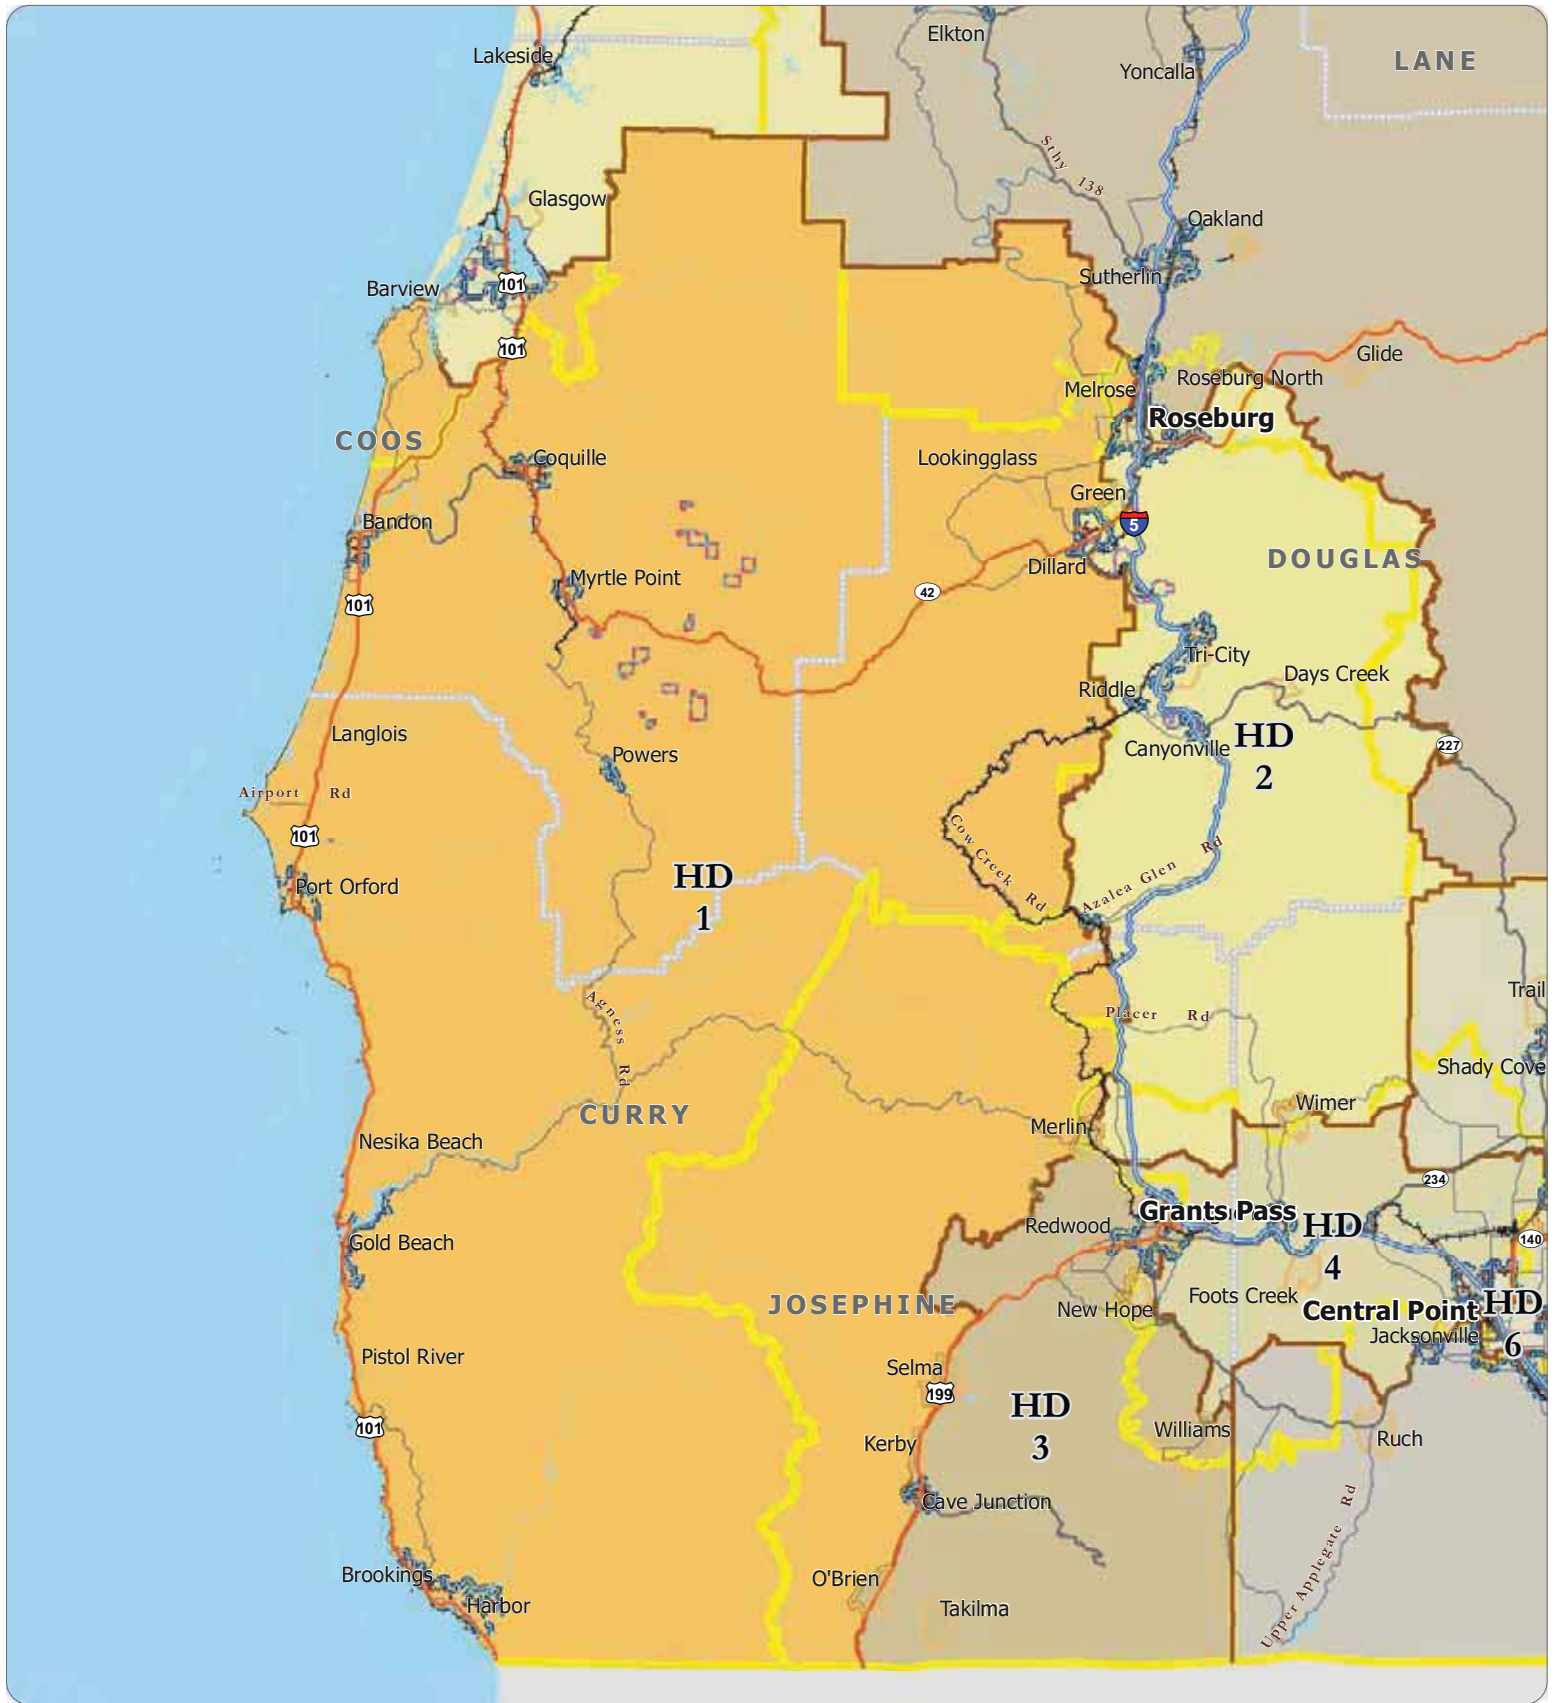 Elkton
Lakeside
LANE
Yoncalla
Sthy 138
Glasgow
Oakland
Sutherlin
101
Barview
101
Glide
Roseburg North
Melrose
Roseburg
COOS
Coquille
Lookingglass
Green
Bandon
5
DOUGLAS
Dillard
Myrtle Point
42
101
Tri-City
Days Creek
Riddle
Langlois
HD
2
Canyonville
227
Powers
Airport Rd
101
Cow Creek Rd
Azalea Glen Rd
HD
1
Port Orford
Trail
Agness Rd
Placer Rd
Shady Cove
Wimer
CURRY
Merlin
Nesika Beach
234
Grants Pass
Redwood
HD
4
140
Gold Beach
Foots Creek
JOSEPHINE
New Hope
Central Point
HD
6
Jacksonville
Pistol River
Selma
199
HD
3
101
Williams
Kerby
Ruch
Cave Junction
Upper Applegate Rd
Brookings
O'Brien
Harbor
Takilma